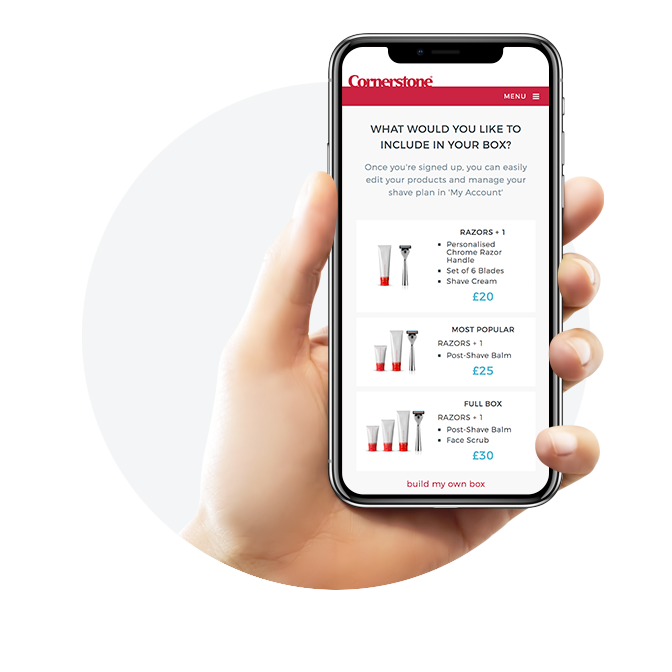 Cornerstone
MENU
WHAT WOULD YOU LIKE TO
INCLUDE IN YOUR BOX?
Once you're signed up, you can easily
edit your products and manage your
shave plan in 'My Account'
RAZORS + 1
Personalised
Chrome Razor
Handle
Set of 6 Blades
Shave Cream
£20
MOST POPULAR
RAZORS + 1
Post-Shave Balm
£25
FULL BOX
RAZORS + 1
Post-Shave Balm
Face Scrub
£30
build my own box